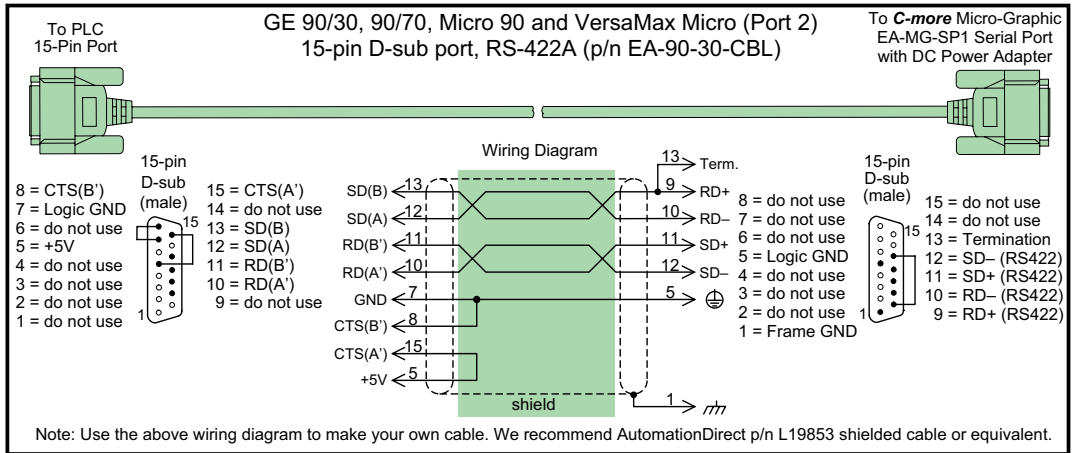 To PLC
15-Pin Port
GE 90/30, 90/70, Micro 90 and VersaMax Micro (Port 2)
15-pin D-sub port, RS-422A (p/n EA-90-30-CBL)
To C-more Micro-Graphic
EA-MG-SP1 Serial Port
with DC Power Adapter
15-pin
D-sub
(male)
8 = CTS(B’)
7 = Logic GND
6 = do not use
5 = +5V
4 = do not use
3 = do not use
2 = do not use
1 = do not use
15
1
15 = CTS(A’)
14 = do not use
13 = SD(B)
12 = SD(A)
11 = RD(B’)
10 = RD(A’)
9 = do not use
Wiring Diagram
13 Term.
SD(B) 13 9 RD+
SD(A) 12 10 RD–
RD(B’) 11 11 SD+
RD(A’) 10 12 SD–
GND 7 5
CTS(B’) 8
CTS(A’) 15
+5V 5
shield
1
8 = do not use
7 = do not use
6 = do not use
5 = Logic GND
4 = do not use
3 = do not use
2 = do not use
1 = Frame GND
15-pin
D-sub
(male)
15
1
15 = do not use
14 = do not use
13 = Termination
12 = SD– (RS422)
11 = SD+ (RS422)
10 = RD– (RS422)
9 = RD+ (RS422)
Note: Use the above wiring diagram to make your own cable. We recommend AutomationDirect p/n L19853 shielded cable or equivalent.